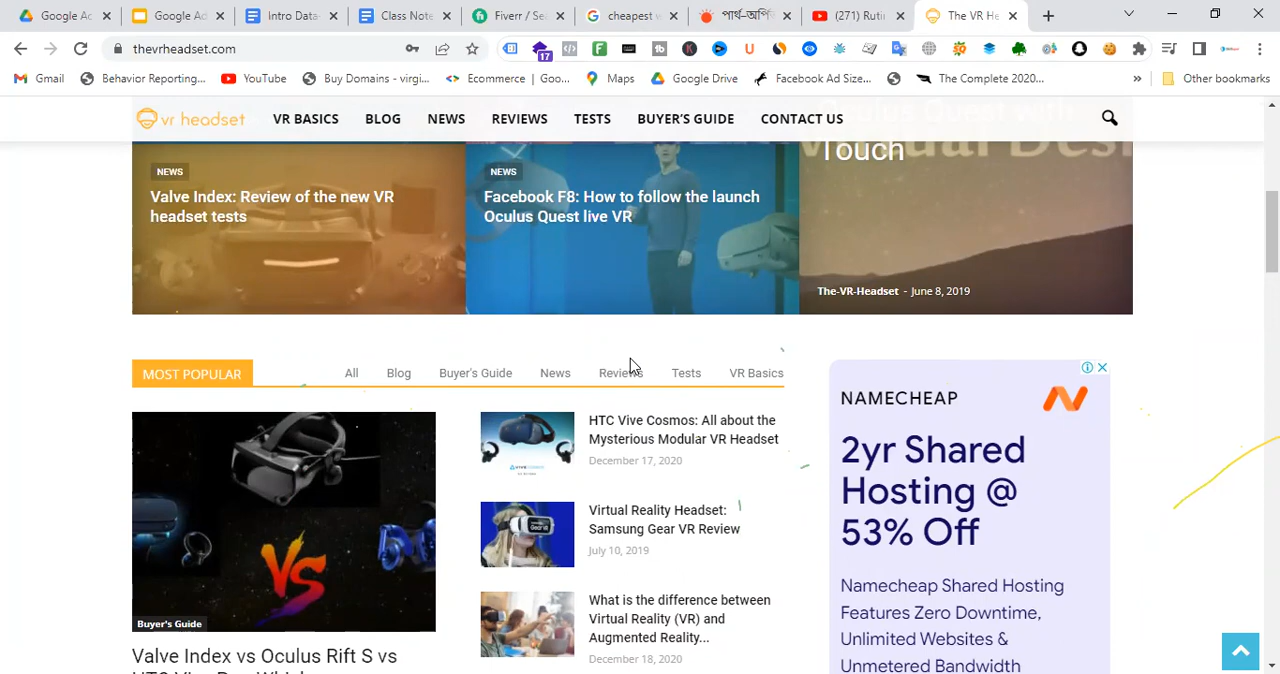 Google Ac
Google Ad
Intro Data-
Class Note
Fiverr / Se
cheapest w
পার্থ-অর্পি
(271) Ruti
The VR He
thevrheadset.com
17
Gmail
Behavior Reporting...
YouTube
Buy Domains - virgi...
Ecommerce | Goo...
Maps
Google Drive
Facebook Ad Size...
The Complete 2020...
Other bookmarks
vr headset
VR BASICS
BLOG
NEWS
REVIEWS
TESTS
BUYER'S GUIDE
CONTACT US
Oculus Quest with
Touch
NEWS
Valve Index: Review of the new VR
headset tests
NEWS
Facebook F8: How to follow the launch
Oculus Quest live VR
The-VR-Headset - June 8, 2019
MOST POPULAR
All
Blog
Buyer's Guide
News
Reviews
Tests
VR Basics
VS
Buyer's Guide
Valve Index vs Oculus Rift S vs
HTC Vive Cosmos: All about the
Mysterious Modular VR Headset
December 17, 2020
Virtual Reality Headset:
Samsung Gear VR Review
July 10, 2019
What is the difference between
Virtual Reality (VR) and
Augmented Reality...
December 18, 2020
NAMECHEAP
2yr Shared
Hosting @
53% Off
Namecheap Shared Hosting
Features Zero Downtime,
Unlimited Websites &
Unmetered Bandwidth